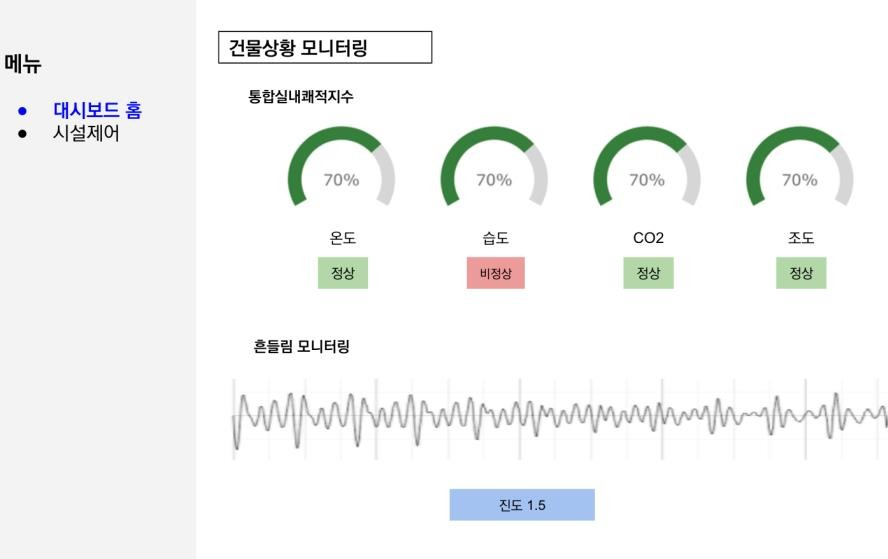 메뉴
대시보드 홈
시설제어
건물상황 모니터링
통합실내쾌적지수
70% 70% 70% 70%
온도 습도 CO2 조도
정상 비정상 정상 정상
흔들림 모니터링
진도 1.5